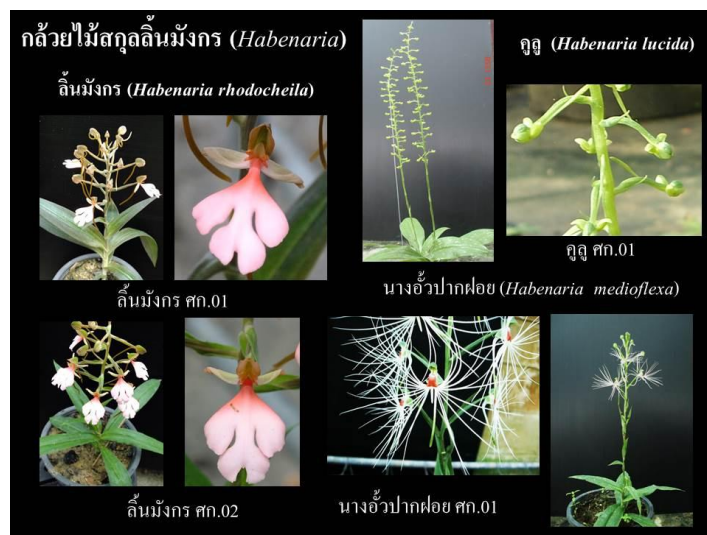 กล้วยไม้สกุลลิ้นมังกร (Habenaria)
ลิ้นมังกร (Habenaria rhodocheila)
คูลู (Habenaria lucida)
คูลู ศก.01
ลิ้นมังกร ศก.01
นางอั้วปากฝอย (Habenaria medioflexa)
ลิ้นมังกร ศก.02
นางอั้วปากฝอย ศก.01